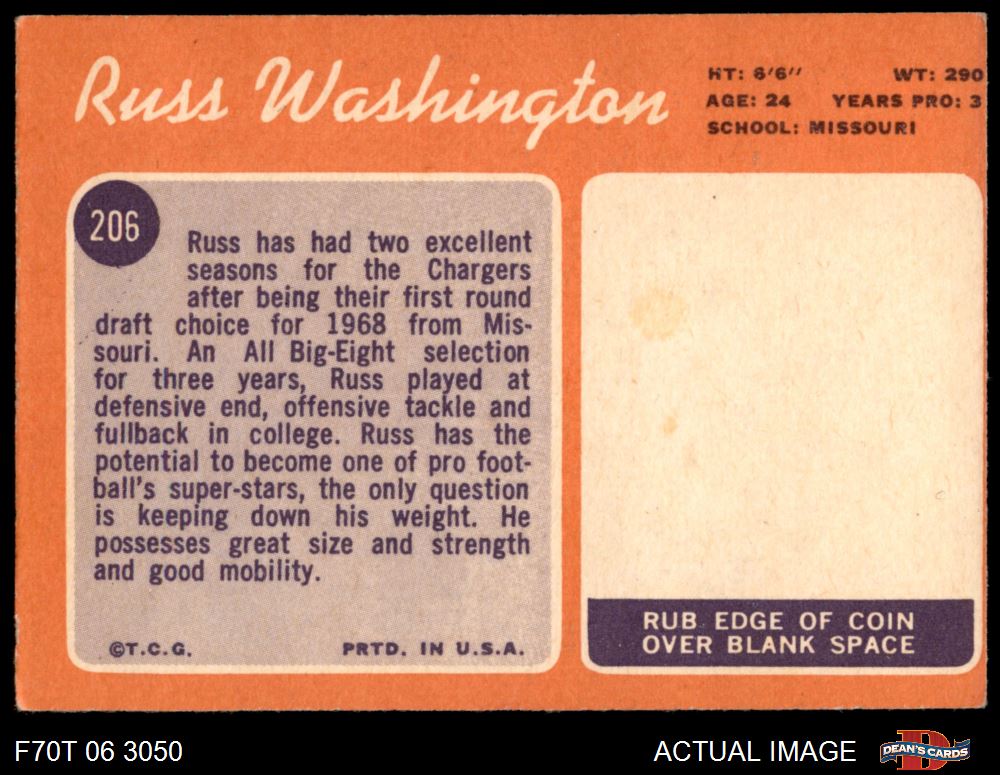 Russ Washington
HT: 6'6" WT: 290
AGE: 24 YEARS PRO: 3
SCHOOL: MISSOURI
206
Russ has had two excellent
seasons for the Chargers
after being their first round
draft choice for 1968 from Mis-
souri. An All Big-Eight selection
for three years, Russ played at
defensive end, offensive tackle and
fullback in college. Russ has the
potential to become one of pro foot-
ball's super-stars, the only question
is keeping down his weight. He
possesses great size and strength
and good mobility.
©T.C.G. PRTD. IN U.S.A.
RUB EDGE OF COIN
OVER BLANK SPACE
F70T 06 3050 ACTUAL IMAGE
D
DEAN'S CARDS